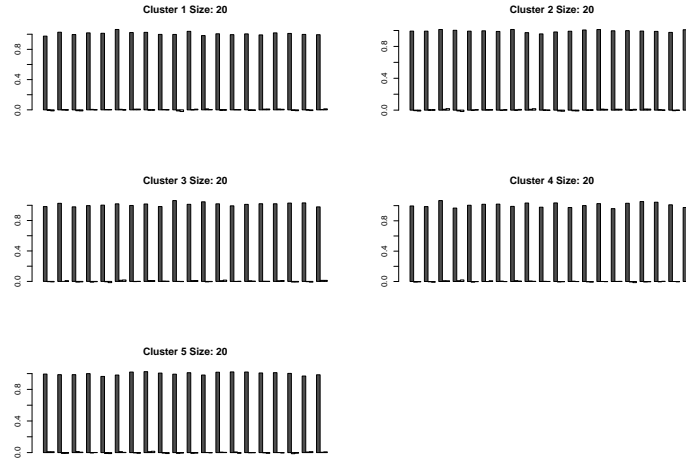 Cluster 1 Size: 20
0.0 0.4 0.8
Cluster 2 Size: 20
0.0 0.4 0.8
Cluster 3 Size: 20
0.0 0.4 0.8
Cluster 4 Size: 20
0.0 0.4 0.8
Cluster 5 Size: 20
0.0 0.4 0.8